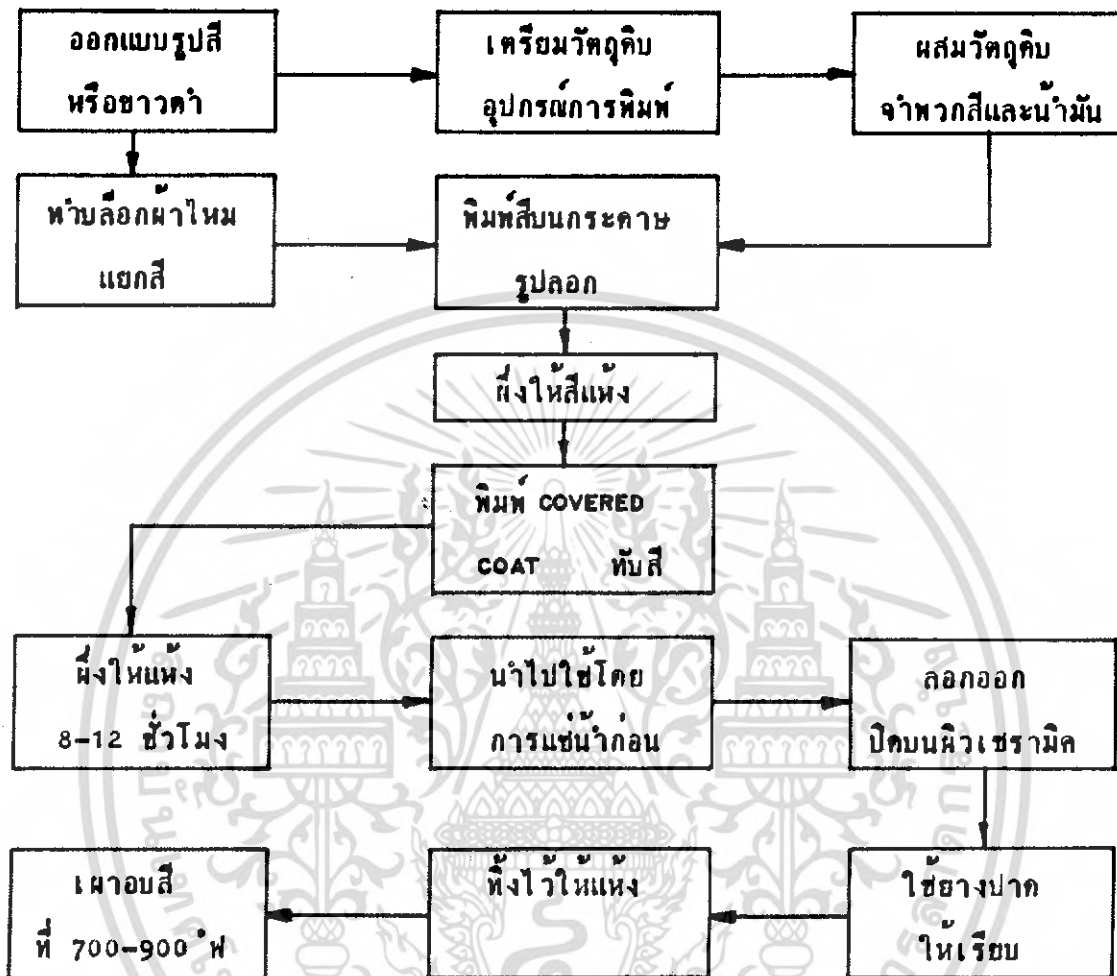 ออกแบบรูปสี
หรือขาวดำ
เตรียมวัตถุดิบ
อุปกรณ์การพิมพ์
ผสมวัตถุดิบ
จำพวกสีและน้ำมัน
ทำบล๊อกผ้าไหม
แยกสี
พิมพ์สีบนกระดาษ
รูปลอก
ผึ่งให้สีแห้ง
พิมพ์ COVERED
COAT ทับสี
ผึ่งให้แห้ง
8-12 ชั่วโมง
นำไปใช้โดย
การแช่น้ำก่อน
ลอกออก
ปิดบนผิวเซรามิค
ใช้ยางปาด
ให้เรียบ
ทิ้งไว้ให้แห้ง
เผาอบสี
ที่ 700-900 °ฟ